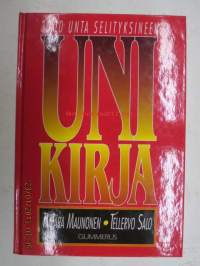 UNTA SELITYKSINEEN
UNI
KIRJA
MAUNONEN • TELLERVO SALO
GUMMERUS